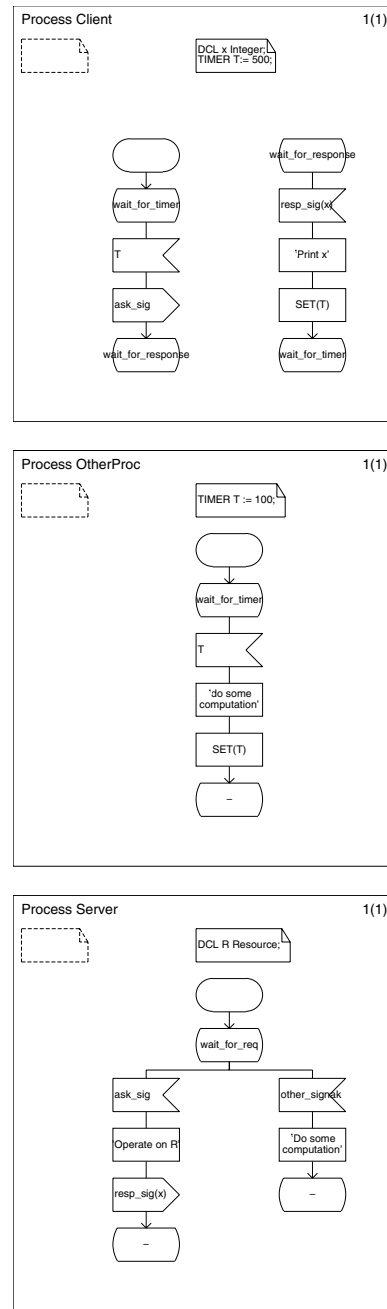 Process Client
1(1)
DCL x Integer;
TIMER T:= 500;
wait_for_timer
T
ask_sig
wait_for_response
wait_for_response
resp_sig(x)
'Print x'
SET(T)
wait_for_timer
Process OtherProc
1(1)
TIMER T := 100;
wait_for_timer
T
'do some
computation'
SET(T)
–
Process Server
1(1)
DCL R Resource;
wait_for_req
ask_sig
'Operate on R'
resp_sig(x)
–
other_signak
'Do some
computation'
–